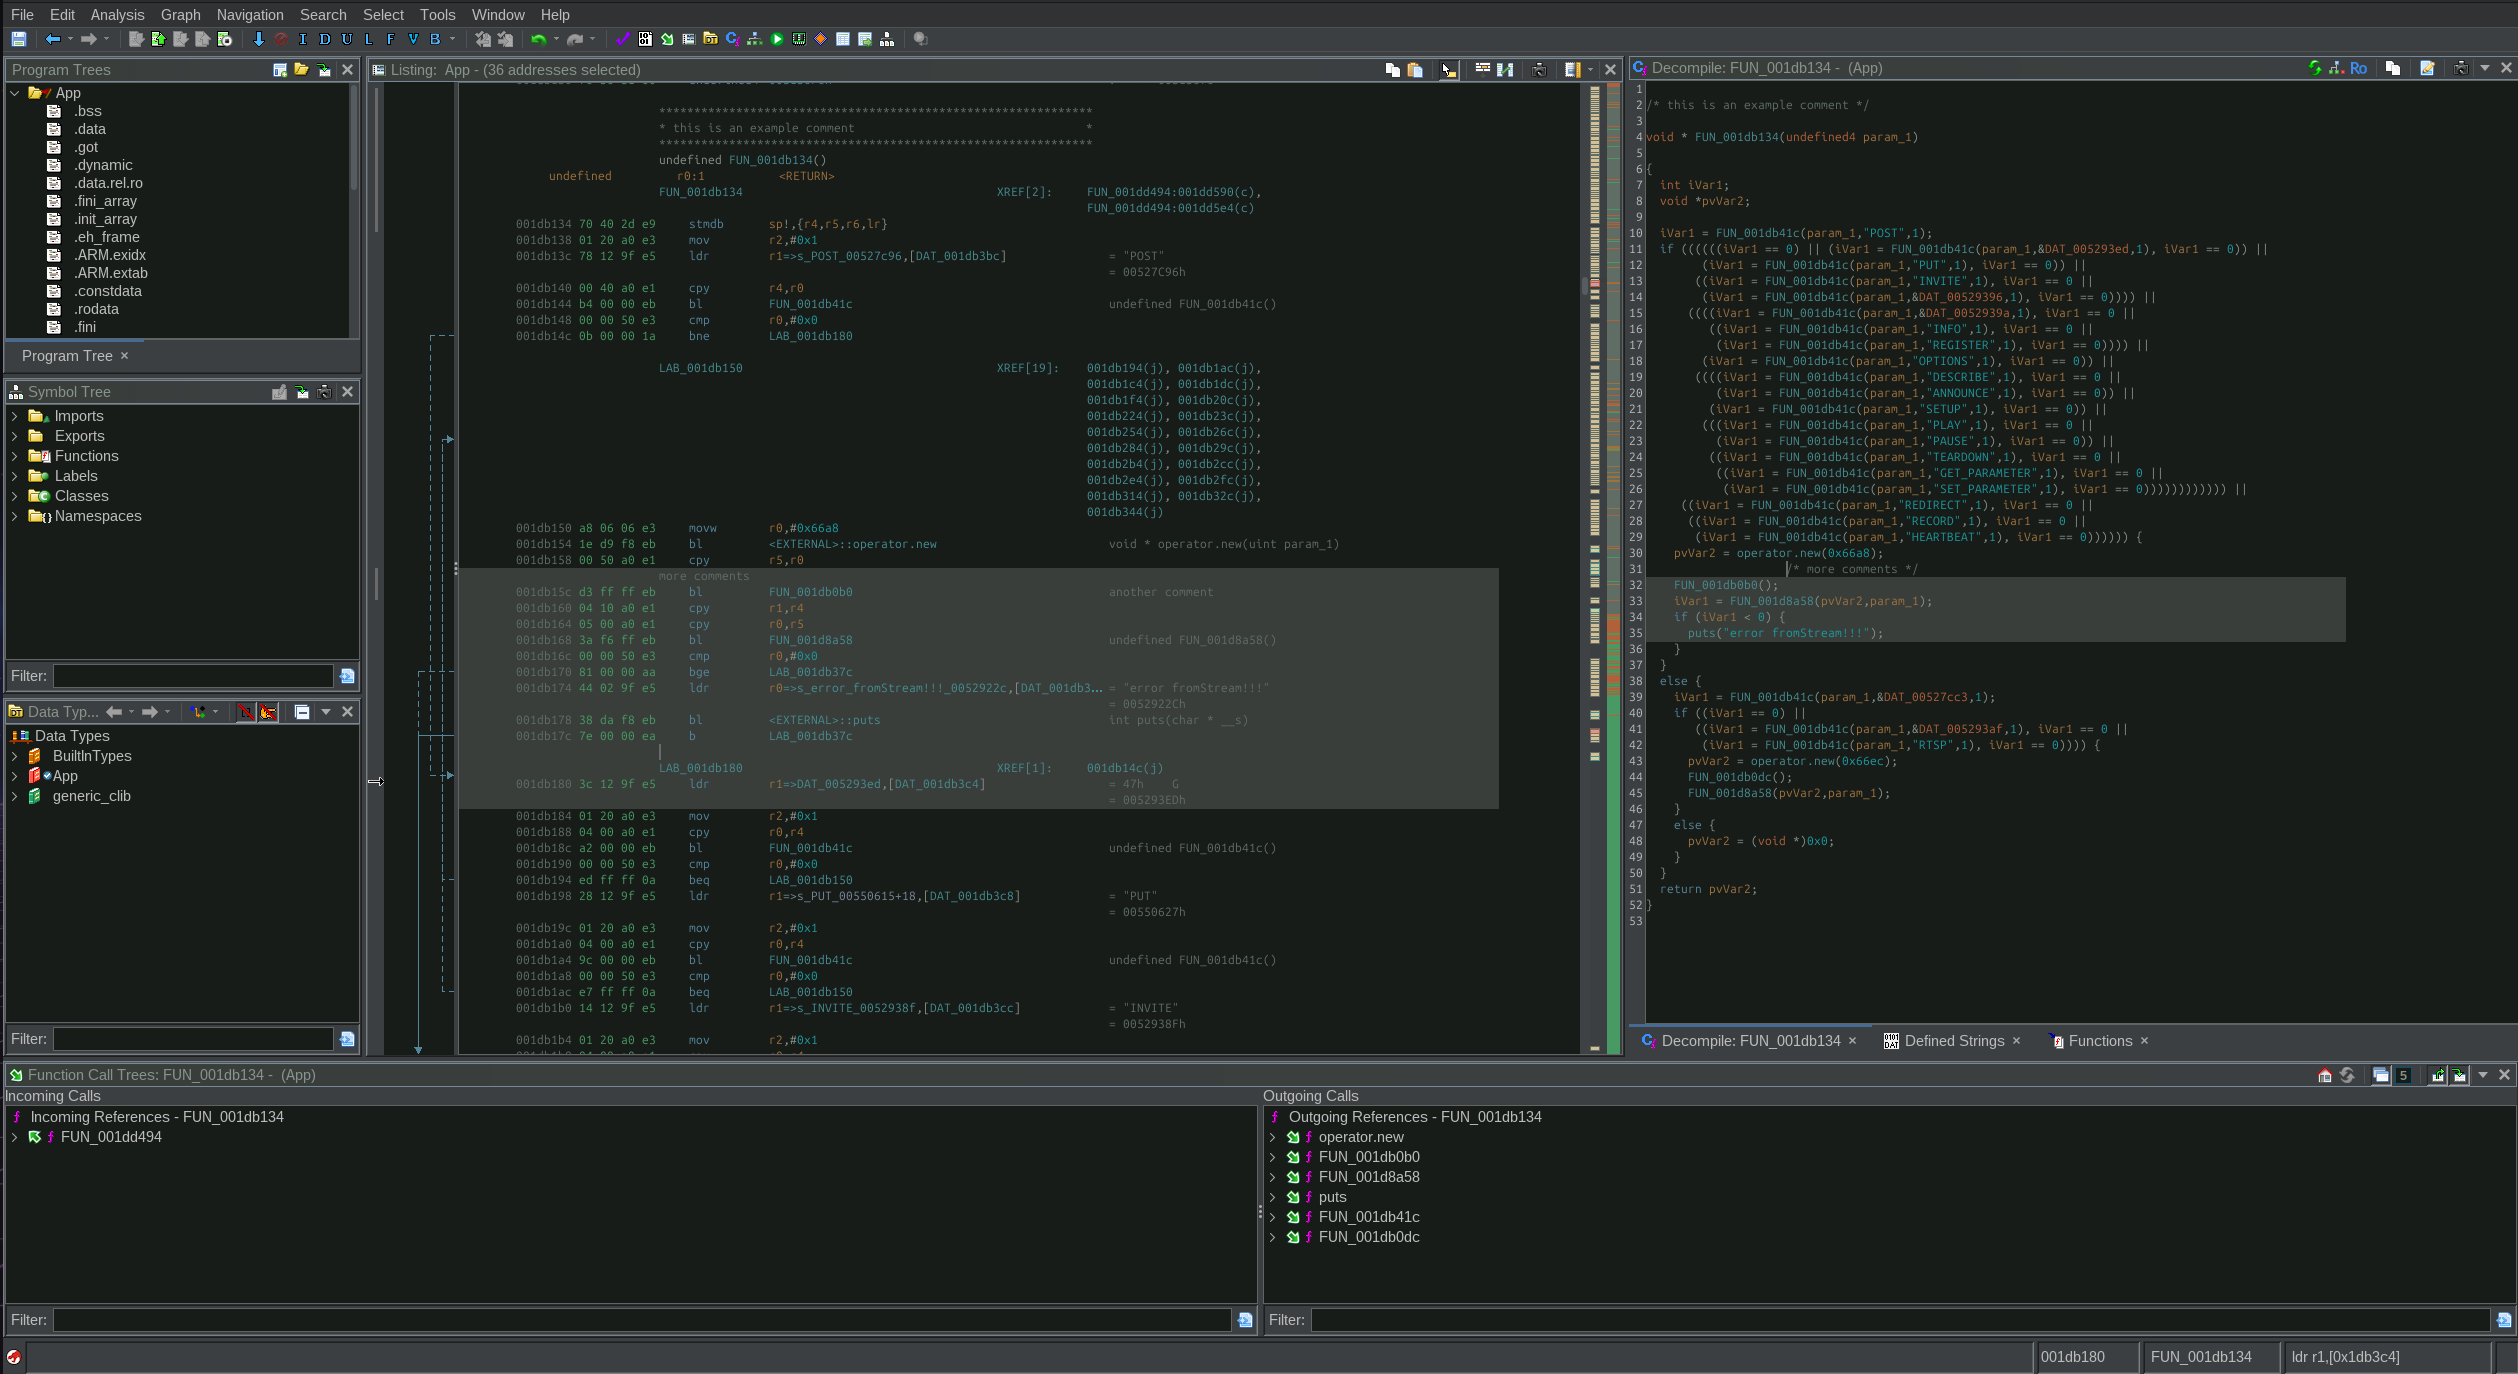 File Edit Analysis Graph Navigation Search Select Tools Window Help
I D U L F V B
Program Trees
App
.bss
.data
.got
.dynamic
.data.rel.ro
.fini_array
.init_array
.eh_frame
.ARM.exidx
.ARM.extab
.constdata
.rodata
.fini
Program Tree
Symbol Tree
Imports
Exports
Functions
Labels
Classes
Namespaces
Filter:
Data Typ...
Data Types
BuiltInTypes
App
generic_clib
Filter:
Listing: App - (36 addresses selected)
**************************************************************
* this is an example comment *
**************************************************************
undefined FUN_001db134()
undefined r0:1 <RETURN>
FUN_001db134 XREF[2]: FUN_001dd494:001dd590(c),
FUN_001dd494:001dd5e4(c)
001db134 70 40 2d e9 stmdb sp!,{r4,r5,r6,lr}
001db138 01 20 a0 e3 mov r2,#0x1
001db13c 78 12 9f e5 ldr r1=>s_POST_00527c96,[DAT_001db3bc] = "POST"
= 00527C96h
001db140 00 40 a0 e1 cpy r4,r0
001db144 b4 00 00 eb bl FUN_001db41c undefined FUN_001db41c()
001db148 00 00 50 e3 cmp r0,#0x0
001db14c 0b 00 00 1a bne LAB_001db180
LAB_001db150 XREF[19]: 001db194(j), 001db1ac(j),
001db1c4(j), 001db1dc(j),
001db1f4(j), 001db20c(j),
001db224(j), 001db23c(j),
001db254(j), 001db26c(j),
001db284(j), 001db29c(j),
001db2b4(j), 001db2cc(j),
001db2e4(j), 001db2fc(j),
001db314(j), 001db32c(j),
001db344(j)
001db150 a8 06 06 e3 movw r0,#0x66a8
001db154 1e d9 f8 eb bl <EXTERNAL>::operator.new void * operator.new(uint param_1)
001db158 00 50 a0 e1 cpy r5,r0
more comments
001db15c d3 ff ff eb bl FUN_001db0b0 another comment
001db160 04 10 a0 e1 cpy r1,r4
001db164 05 00 a0 e1 cpy r0,r5
001db168 3a f6 ff eb bl FUN_001d8a58 undefined FUN_001d8a58()
001db16c 00 00 50 e3 cmp r0,#0x0
001db170 81 00 00 aa bge LAB_001db37c
001db174 44 02 9f e5 ldr r0=>s_error_fromStream!!!_0052922c,[DAT_001db3... = "error fromStream!!!"
= 0052922Ch
001db178 38 da f8 eb bl <EXTERNAL>::puts int puts(char * __s)
001db17c 7e 00 00 ea b LAB_001db37c
LAB_001db180 XREF[1]: 001db14c(j)
001db180 3c 12 9f e5 ldr r1=>DAT_005293ed,[DAT_001db3c4] = 47h G
= 005293EDh
001db184 01 20 a0 e3 mov r2,#0x1
001db188 04 00 a0 e1 cpy r0,r4
001db18c a2 00 00 eb bl FUN_001db41c undefined FUN_001db41c()
001db190 00 00 50 e3 cmp r0,#0x0
001db194 ed ff ff 0a beq LAB_001db150
001db198 28 12 9f e5 ldr r1=>s_PUT_00550615+18,[DAT_001db3c8] = "PUT"
= 00550627h
001db19c 01 20 a0 e3 mov r2,#0x1
001db1a0 04 00 a0 e1 cpy r0,r4
001db1a4 9c 00 00 eb bl FUN_001db41c undefined FUN_001db41c()
001db1a8 00 00 50 e3 cmp r0,#0x0
001db1ac e7 ff ff 0a beq LAB_001db150
001db1b0 14 12 9f e5 ldr r1=>s_INVITE_0052938f,[DAT_001db3cc] = "INVITE"
= 0052938Fh
001db1b4 01 20 a0 e3 mov r2,#0x1
Decompile: FUN_001db134 - (App)
Ro
1
2 /* this is an example comment */
3
4 void * FUN_001db134(undefined4 param_1)
5
6 {
7 int iVar1;
8 void *pvVar2;
9
10 iVar1 = FUN_001db41c(param_1,"POST",1);
11 if ((((((iVar1 == 0) || (iVar1 = FUN_001db41c(param_1,&DAT_005293ed,1), iVar1 == 0)) ||
12 (iVar1 = FUN_001db41c(param_1,"PUT",1), iVar1 == 0)) ||
13 ((iVar1 = FUN_001db41c(param_1,"INVITE",1), iVar1 == 0 ||
14 (iVar1 = FUN_001db41c(param_1,&DAT_00529396,1), iVar1 == 0)))) ||
15 ((((iVar1 = FUN_001db41c(param_1,&DAT_0052939a,1), iVar1 == 0 ||
16 ((iVar1 = FUN_001db41c(param_1,"INFO",1), iVar1 == 0 ||
17 (iVar1 = FUN_001db41c(param_1,"REGISTER",1), iVar1 == 0)))) ||
18 (iVar1 = FUN_001db41c(param_1,"OPTIONS",1), iVar1 == 0)) ||
19 ((((iVar1 = FUN_001db41c(param_1,"DESCRIBE",1), iVar1 == 0 ||
20 (iVar1 = FUN_001db41c(param_1,"ANNOUNCE",1), iVar1 == 0)) ||
21 (iVar1 = FUN_001db41c(param_1,"SETUP",1), iVar1 == 0)) ||
22 (((iVar1 = FUN_001db41c(param_1,"PLAY",1), iVar1 == 0 ||
23 (iVar1 = FUN_001db41c(param_1,"PAUSE",1), iVar1 == 0)) ||
24 ((iVar1 = FUN_001db41c(param_1,"TEARDOWN",1), iVar1 == 0 ||
25 ((iVar1 = FUN_001db41c(param_1,"GET_PARAMETER",1), iVar1 == 0 ||
26 (iVar1 = FUN_001db41c(param_1,"SET_PARAMETER",1), iVar1 == 0)))))))))))) ||
27 ((iVar1 = FUN_001db41c(param_1,"REDIRECT",1), iVar1 == 0 ||
28 ((iVar1 = FUN_001db41c(param_1,"RECORD",1), iVar1 == 0 ||
29 (iVar1 = FUN_001db41c(param_1,"HEARTBEAT",1), iVar1 == 0)))))) {
30 pvVar2 = operator.new(0x66a8);
31 /* more comments */
32 FUN_001db0b0();
33 iVar1 = FUN_001d8a58(pvVar2,param_1);
34 if (iVar1 < 0) {
35 puts("error fromStream!!!");
36 }
37 }
38 else {
39 iVar1 = FUN_001db41c(param_1,&DAT_00527cc3,1);
40 if ((iVar1 == 0) ||
41 ((iVar1 = FUN_001db41c(param_1,&DAT_005293af,1), iVar1 == 0 ||
42 (iVar1 = FUN_001db41c(param_1,"RTSP",1), iVar1 == 0)))) {
43 pvVar2 = operator.new(0x66ec);
44 FUN_001db0dc();
45 FUN_001d8a58(pvVar2,param_1);
46 }
47 else {
48 pvVar2 = (void *)0x0;
49 }
50 }
51 return pvVar2;
52 }
53
Decompile: FUN_001db134 Defined Strings Functions
Function Call Trees: FUN_001db134 - (App)
5
Incoming Calls
Incoming References - FUN_001db134
FUN_001dd494
Filter:
Outgoing Calls
Outgoing References - FUN_001db134
operator.new
FUN_001db0b0
FUN_001d8a58
puts
FUN_001db41c
FUN_001db0dc
Filter:
001db180 FUN_001db134 ldr r1,[0x1db3c4]